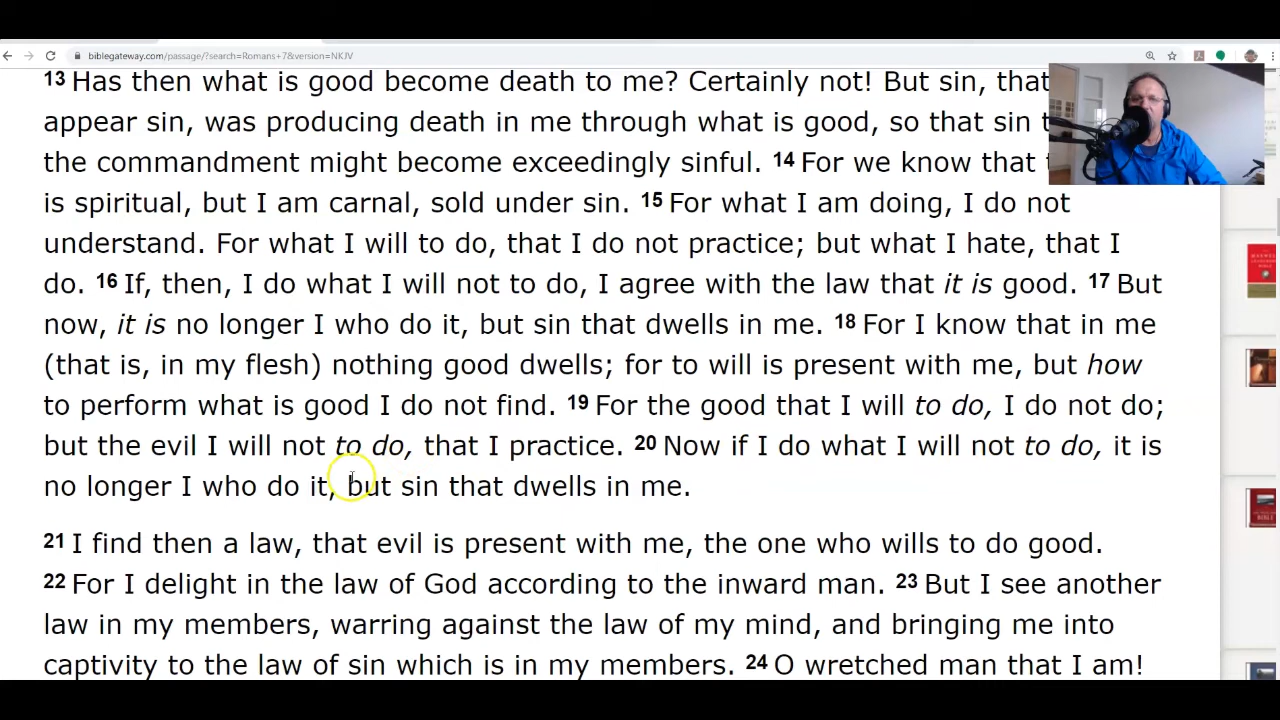 biblegateway.com/passage/?search=Romans+7&version=NKJV
13 Has then what is good become death to me? Certainly not! But sin, that
appear sin, was producing death in me through what is good, so that sin
the commandment might become exceedingly sinful. 14 For we know that
is spiritual, but I am carnal, sold under sin. 15 For what I am doing, I do not
understand. For what I will to do, that I do not practice; but what I hate, that I
do. 16 If, then, I do what I will not to do, I agree with the law that it is good. 17 But
now, it is no longer I who do it, but sin that dwells in me. 18 For I know that in me
(that is, in my flesh) nothing good dwells; for to will is present with me, but how
to perform what is good I do not find. 19 For the good that I will to do, I do not do;
but the evil I will not to do, that I practice. 20 Now if I do what I will not to do, it is
no longer I who do it, but sin that dwells in me.
21 I find then a law, that evil is present with me, the one who wills to do good.
22 For I delight in the law of God according to the inward man. 23 But I see another
law in my members, warring against the law of my mind, and bringing me into
captivity to the law of sin which is in my members. 24 O wretched man that I am!